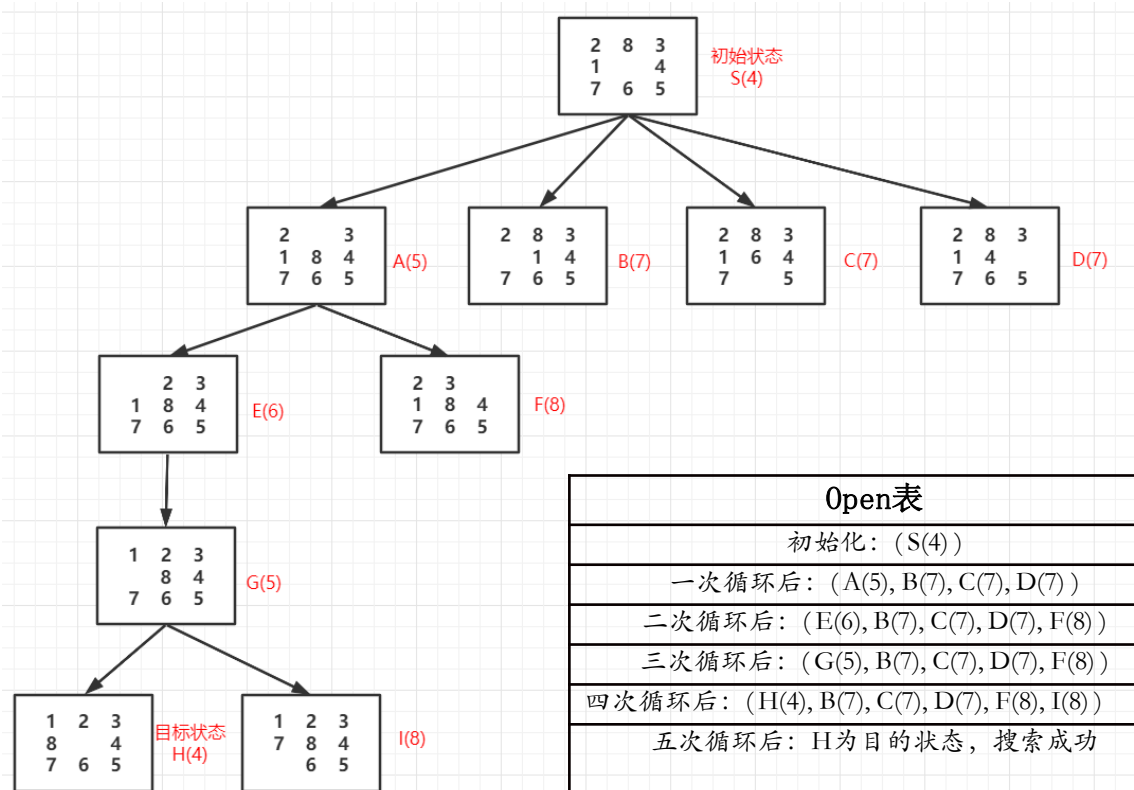 2 8 3
1 4
7 6 5
初始状态
S(4)
2 3
1 8 4
7 6 5
A(5)
2 8 3
1 4
7 6 5
B(7)
2 8 3
1 6 4
7 5
C(7)
2 8 3
1 4
7 6 5
D(7)
2 3
1 8 4
7 6 5
E(6)
2 3
1 8 4
7 6 5
F(8)
1 2 3
8 4
7 6 5
G(5)
1 2 3
8 4
7 6 5
目标状态
H(4)
1 2 3
7 8 4
6 5
I(8)
Open表
初始化：(S(4))
一次循环后：(A(5), B(7), C(7), D(7))
二次循环后：(E(6), B(7), C(7), D(7), F(8))
三次循环后：(G(5), B(7), C(7), D(7), F(8))
四次循环后：(H(4), B(7), C(7), D(7), F(8), I(8))
五次循环后：H为目的状态，搜索成功